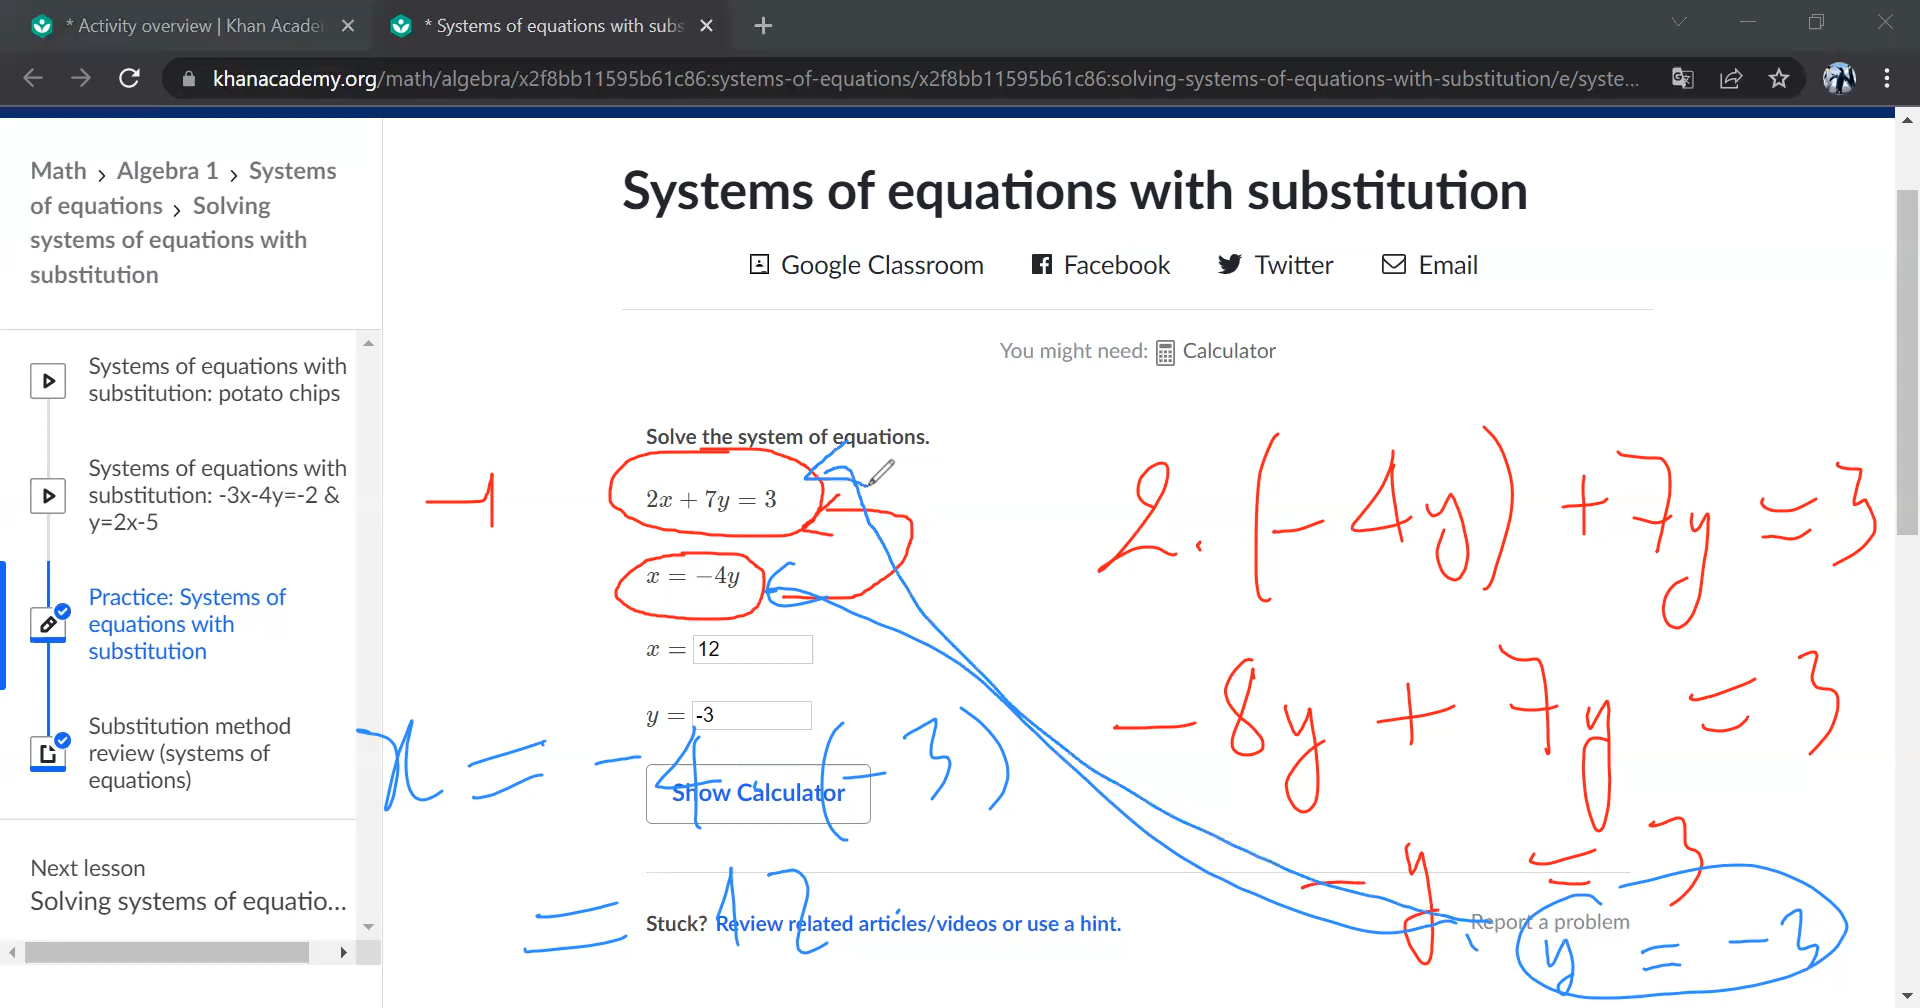 * Activity overview | Khan Acade
* Systems of equations with subs
khanacademy.org/math/algebra/x2f8bb11595b61c86:systems-of-equations/x2f8bb11595b61c86:solving-systems-of-equations-with-substitution/e/syste...
Math > Algebra 1 > Systems
of equations > Solving
systems of equations with
substitution
Systems of equations with
substitution: potato chips
Systems of equations with
substitution: -3x-4y=-2 &
y=2x-5
Practice: Systems of
equations with
substitution
Substitution method
review (systems of
equations)
Next lesson
Solving systems of equatio...
Systems of equations with substitution
Google Classroom Facebook Twitter Email
You might need: Calculator
Solve the system of equations.
2x + 7y = 3
x = −4y
x = 12
y = -3
Show Calculator
Stuck? Review related articles/videos or use a hint.
Report a problem
−1
2.(−4y) + 7y = 3
−8y + 7y = 3
−y = 3
y = −3
x = −4 · (−3)
= 12